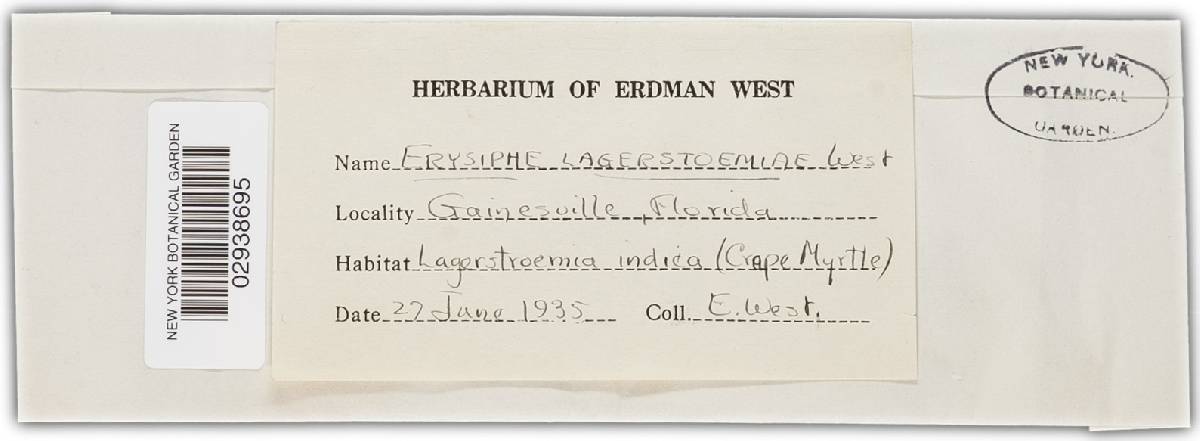 HERBARIUM OF ERDMAN WEST
Name ERYSIPHE LAGERSTOEMIAE West
Locality Gainesville, Florida
Habitat Lagerstroemia indica (Crape Myrtle)
Date 27 June 1935 Coll. E. West.
NEW YORK
BOTANICAL
GARDEN.
NEW YORK BOTANICAL GARDEN
02938695